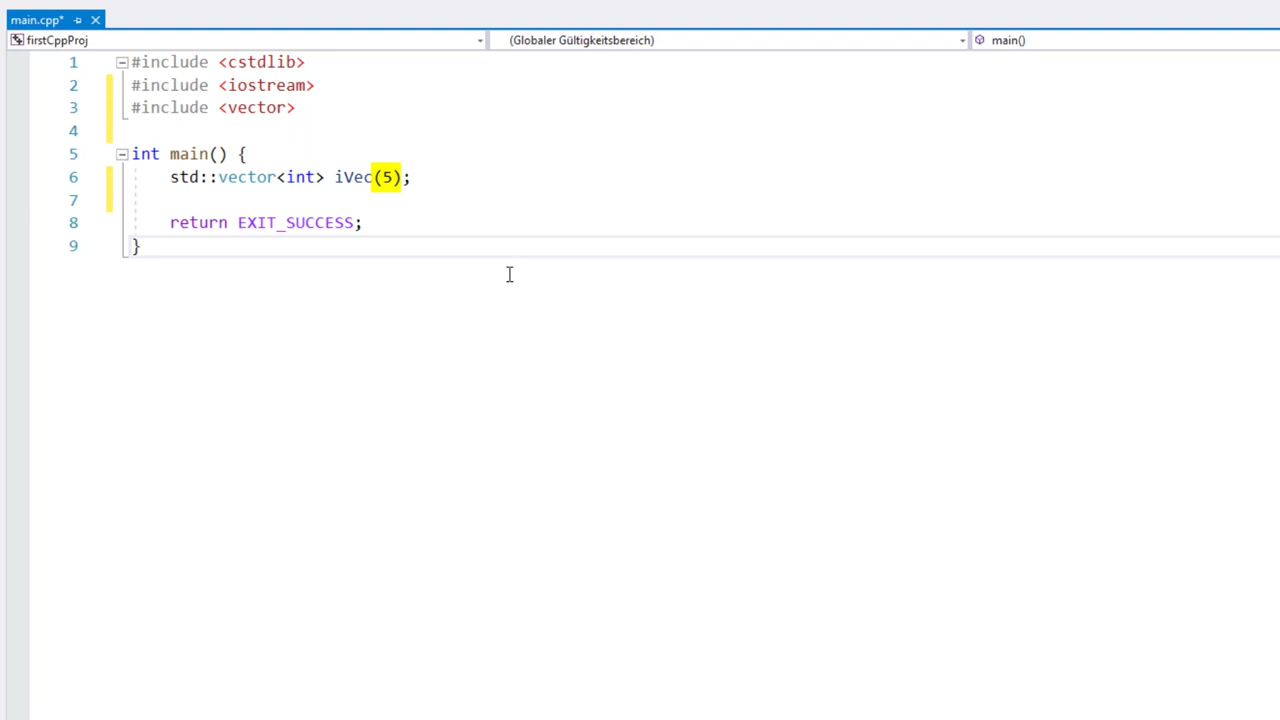 main.cpp*
firstCppProj
(Globaler Gültigkeitsbereich)
main()
1 #include <cstdlib>
2 #include <iostream>
3 #include <vector>
4
5 int main() {
6 std::vector<int> iVec(5);
7
8 return EXIT_SUCCESS;
9 }